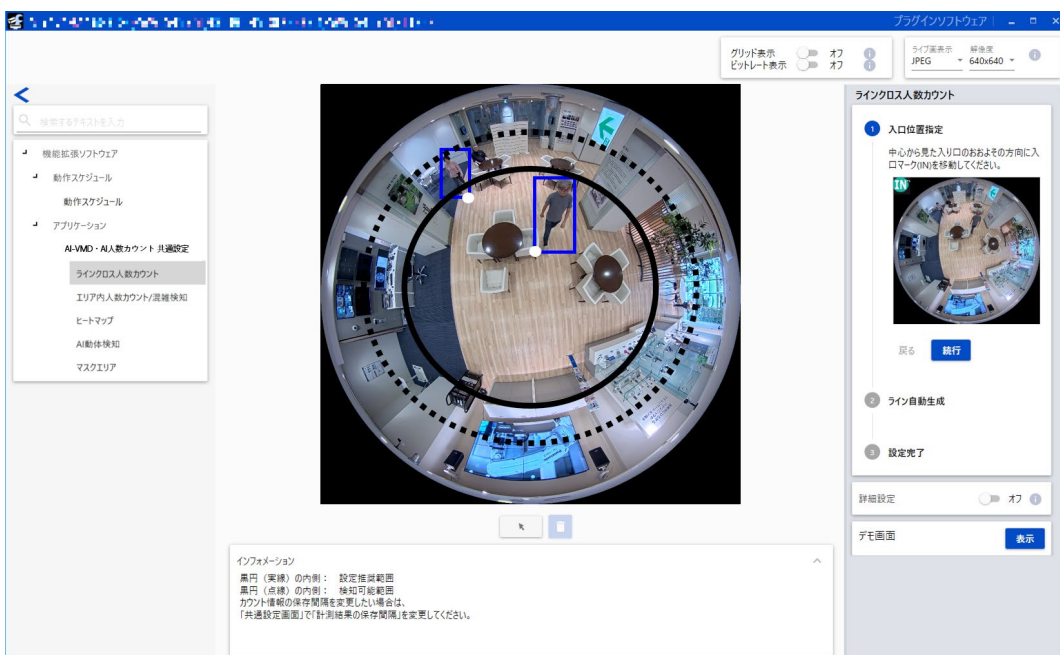 プラグインソフトウェア
グリッド表示 オフ
ビットレート表示 オフ
ライブ画表示 解像度
JPEG 640x640
検索するテキストを入力
機能拡張ソフトウェア
動作スケジュール
動作スケジュール
アプリケーション
AI-VMD・AI人数カウント 共通設定
ラインクロス人数カウント
エリア内人数カウント/混雑検知
ヒートマップ
AI動体検知
マスクエリア
ラインクロス人数カウント
1 入口位置指定
中心から見た入り口のおおよその方向に入
口マーク(IN)を移動してください。
IN
戻る 続行
2 ライン自動生成
3 設定完了
詳細設定 オフ
デモ画面 表示
インフォメーション
黒円（実線）の内側： 設定推奨範囲
黒円（点線）の内側： 検知可能範囲
カウント情報の保存間隔を変更したい場合は、
「共通設定画面」で「計測結果の保存間隔」を変更してください。